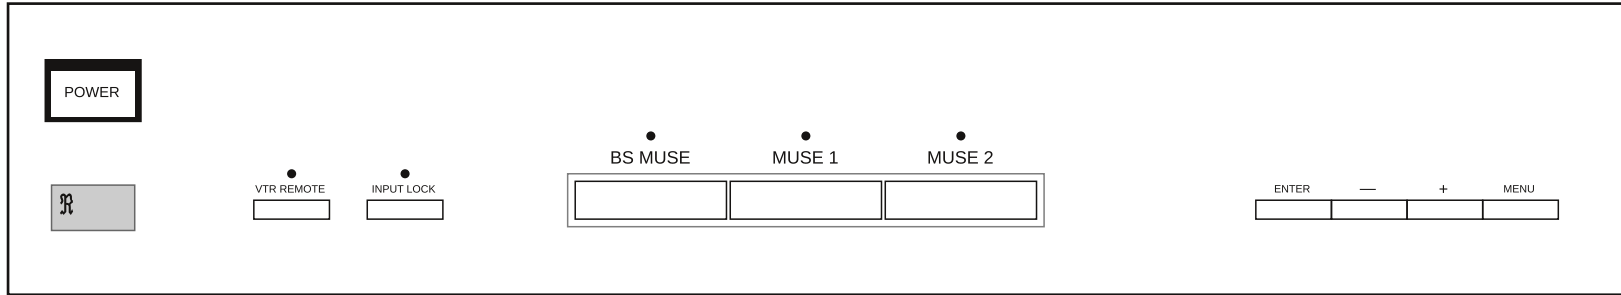 POWER
BS MUSE MUSE 1 MUSE 2
VTR REMOTE INPUT LOCK ENTER — + MENU
ℜ